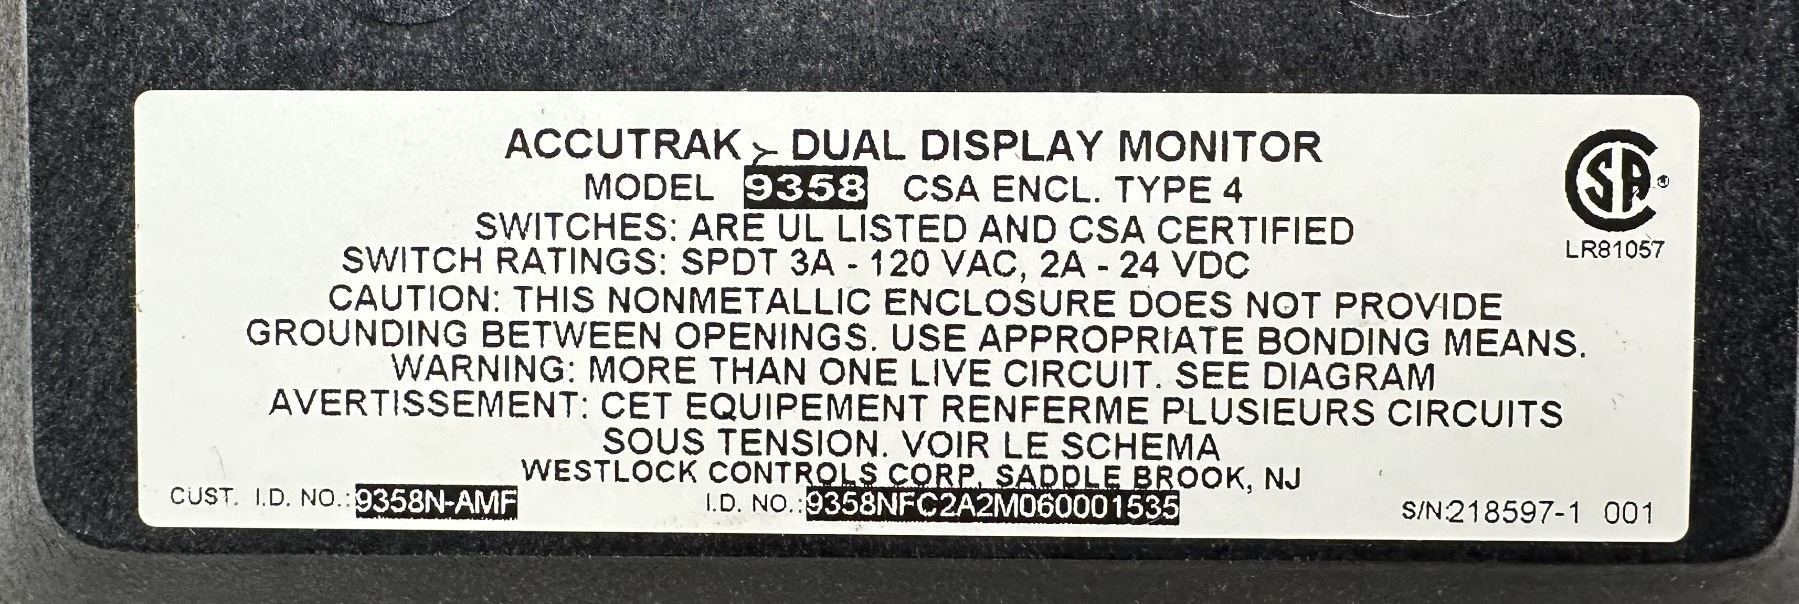 ACCUTRAK - DUAL DISPLAY MONITOR
MODEL 9358 CSA ENCL. TYPE 4
SA ®
LR81057
SWITCHES: ARE UL LISTED AND CSA CERTIFIED
SWITCH RATINGS: SPDT 3A - 120 VAC, 2A - 24 VDC
CAUTION: THIS NONMETALLIC ENCLOSURE DOES NOT PROVIDE
GROUNDING BETWEEN OPENINGS. USE APPROPRIATE BONDING MEANS.
WARNING: MORE THAN ONE LIVE CIRCUIT. SEE DIAGRAM
AVERTISSEMENT: CET EQUIPEMENT RENFERME PLUSIEURS CIRCUITS
SOUS TENSION. VOIR LE SCHEMA
WESTLOCK CONTROLS CORP. SADDLE BROOK, NJ
CUST. I.D. NO.: 9358N-AMF I.D. NO.: 9358NFC2A2M060001535 S/N:218597-1 001